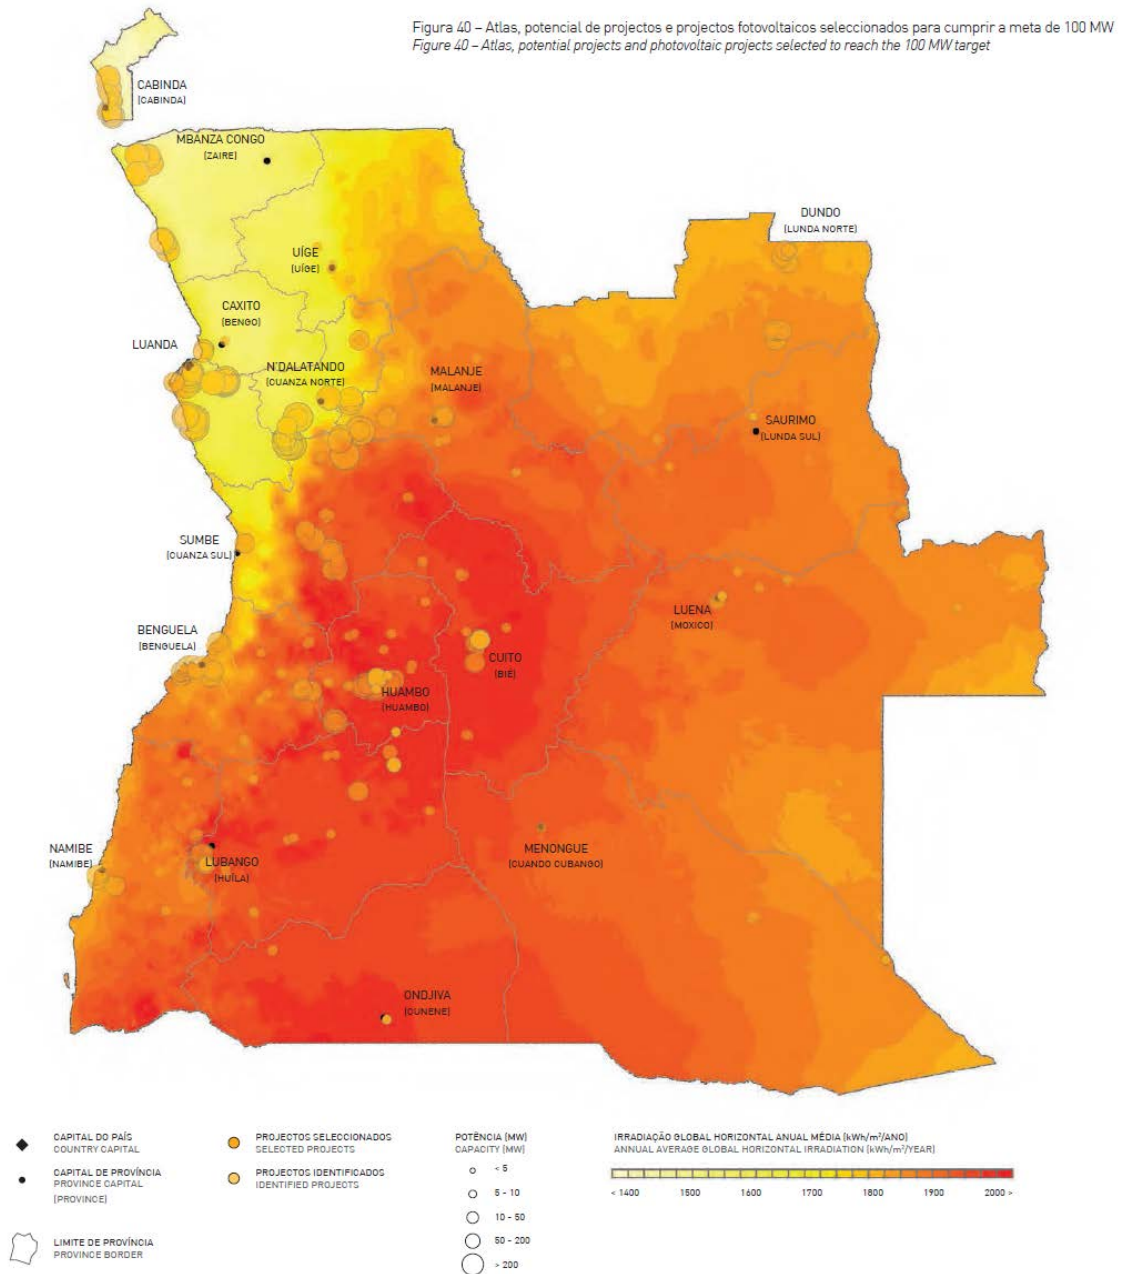 Figura 40 – Atlas, potencial de projectos e projectos fotovoltaicos seleccionados para cumprir a meta de 100 MW
Figure 40 – Atlas, potential projects and photovoltaic projects selected to reach the 100 MW target
CABINDA
(CABINDA)
MBANZA CONGO
(ZAIRE)
DUNDO
(LUNDA NORTE)
UÍGE
(UÍGE)
CAXITO
(BENGO)
LUANDA
N'DALATANDO
(CUANZA NORTE)
MALANJE
(MALANJE)
SAURIMO
(LUNDA SUL)
SUMBE
(CUANZA SUL)
LUENA
(MOXICO)
BENGUELA
(BENGUELA)
CUITO
(BIÉ)
HUAMBO
(HUAMBO)
NAMIBE
(NAMIBE)
LUBANGO
(HUÍLA)
MENONGUE
(CUANDO CUBANGO)
ONDJIVA
(CUNENE)
CAPITAL DO PAÍS
COUNTRY CAPITAL
CAPITAL DE PROVÍNCIA
PROVINCE CAPITAL
(PROVINCE)
LIMITE DE PROVÍNCIA
PROVINCE BORDER
PROJECTOS SELECCIONADOS
SELECTED PROJECTS
PROJECTOS IDENTIFICADOS
IDENTIFIED PROJECTS
POTÊNCIA (MW)
CAPACITY (MW)
< 5
5 - 10
10 - 50
50 - 200
> 200
IRRADIAÇÃO GLOBAL HORIZONTAL ANUAL MÉDIA (kWh/m²/ANO)
ANNUAL AVERAGE GLOBAL HORIZONTAL IRRADIATION (kWh/m²/YEAR)
< 1400 1500 1600 1700 1800 1900 2000 >